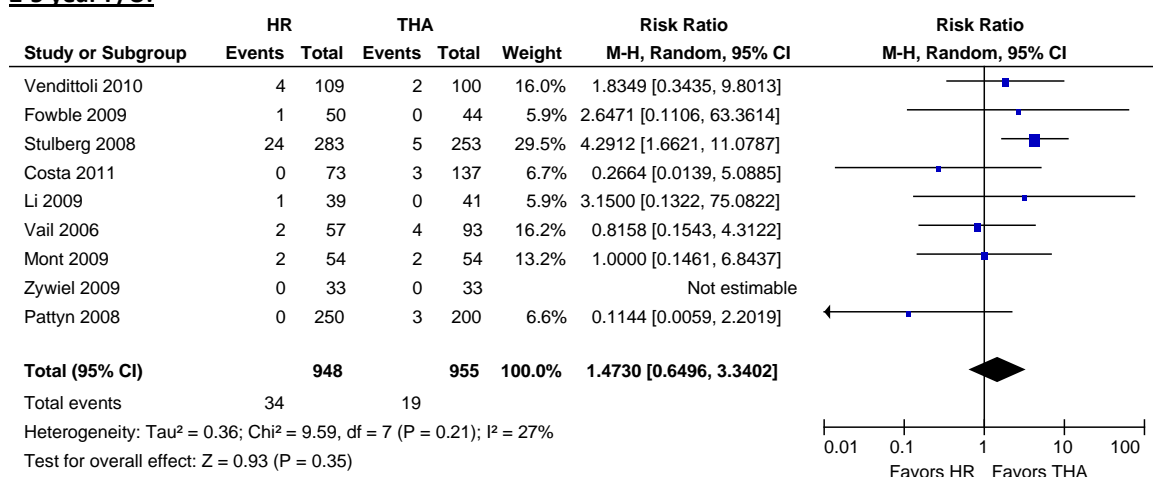 HR THA Risk Ratio Risk Ratio
Study or Subgroup Events Total Events Total Weight M-H, Random, 95% CI M-H, Random, 95% CI
Vendittoli 2010 4 109 2 100 16.0% 1.8349 [0.3435, 9.8013]
Fowble 2009 1 50 0 44 5.9% 2.6471 [0.1106, 63.3614]
Stulberg 2008 24 283 5 253 29.5% 4.2912 [1.6621, 11.0787]
Costa 2011 0 73 3 137 6.7% 0.2664 [0.0139, 5.0885]
Li 2009 1 39 0 41 5.9% 3.1500 [0.1322, 75.0822]
Vail 2006 2 57 4 93 16.2% 0.8158 [0.1543, 4.3122]
Mont 2009 2 54 2 54 13.2% 1.0000 [0.1461, 6.8437]
Zywiel 2009 0 33 0 33 Not estimable
Pattyn 2008 0 250 3 200 6.6% 0.1144 [0.0059, 2.2019]
Total (95% CI) 948 955 100.0% 1.4730 [0.6496, 3.3402]
Total events 34 19
Heterogeneity: Tau² = 0.36; Chi² = 9.59, df = 7 (P = 0.21); I² = 27%
Test for overall effect: Z = 0.93 (P = 0.35)
0.01 0.1 1 10 100
Favors HR Favors THA